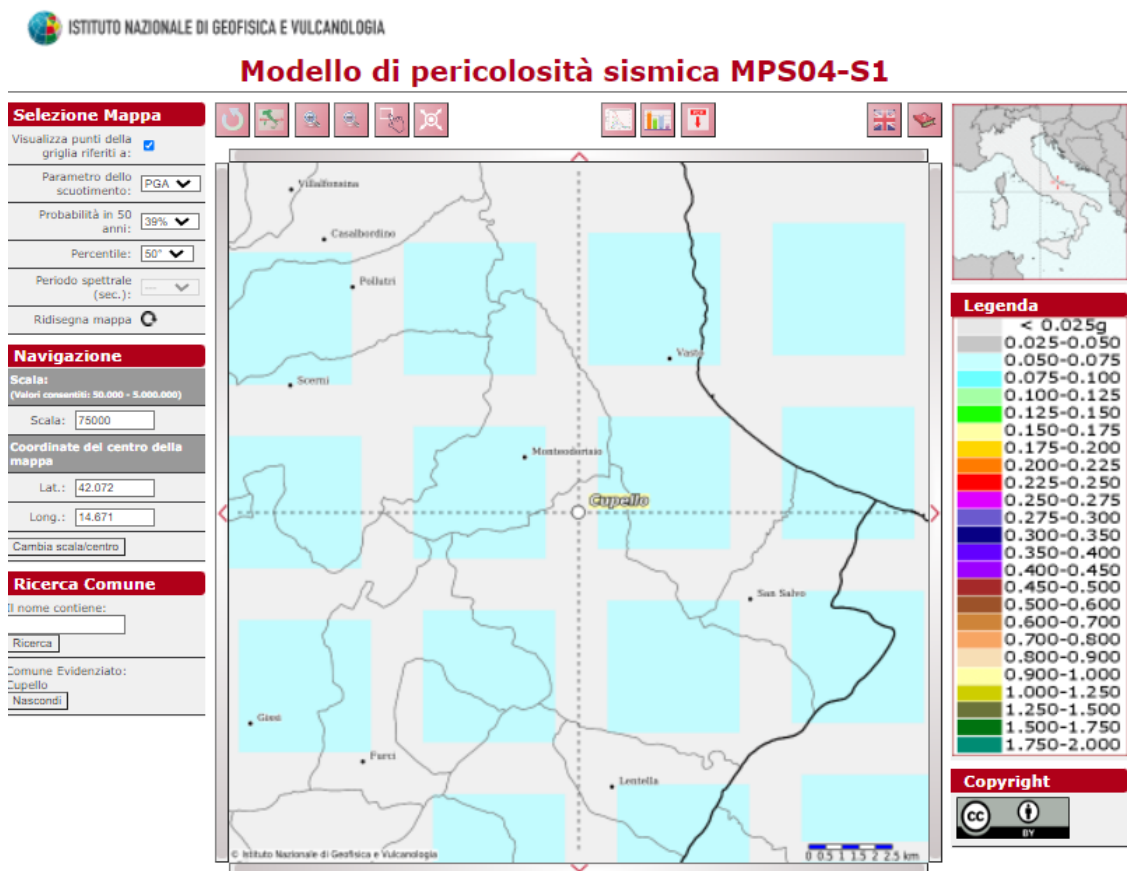 ISTITUTO NAZIONALE DI GEOFISICA E VULCANOLOGIA
Modello di pericolosità sismica MPS04-S1
Selezione Mappa
Visualizza punti della
griglia riferiti a:
Parametro dello
scuotimento:
PGA
Probabilità in 50
anni:
39%
Percentile:
50°
Periodo spettrale
(sec.):
---
Ridisegna mappa
Navigazione
Scala:
(Valori consentiti: 50.000 - 5.000.000)
Scala: 75000
Coordinate del centro della
mappa
Lat.: 42.072
Long.: 14.671
Cambia scala/centro
Ricerca Comune
Il nome contiene:
Ricerca
Comune Evidenziato:
Cupello
Nascondi
Villalfonsina
Casalbordino
Pollutri
Vasto
Scerni
Monteodorisio
Cupello
San Salvo
Gissi
Furci
Lentella
© Istituto Nazionale di Geofisica e Vulcanologia
0 0.5 1 1.5 2 2.5 km
Legenda
< 0.025g
0.025-0.050
0.050-0.075
0.075-0.100
0.100-0.125
0.125-0.150
0.150-0.175
0.175-0.200
0.200-0.225
0.225-0.250
0.250-0.275
0.275-0.300
0.300-0.350
0.350-0.400
0.400-0.450
0.450-0.500
0.500-0.600
0.600-0.700
0.700-0.800
0.800-0.900
0.900-1.000
1.000-1.250
1.250-1.500
1.500-1.750
1.750-2.000
Copyright
cc
BY